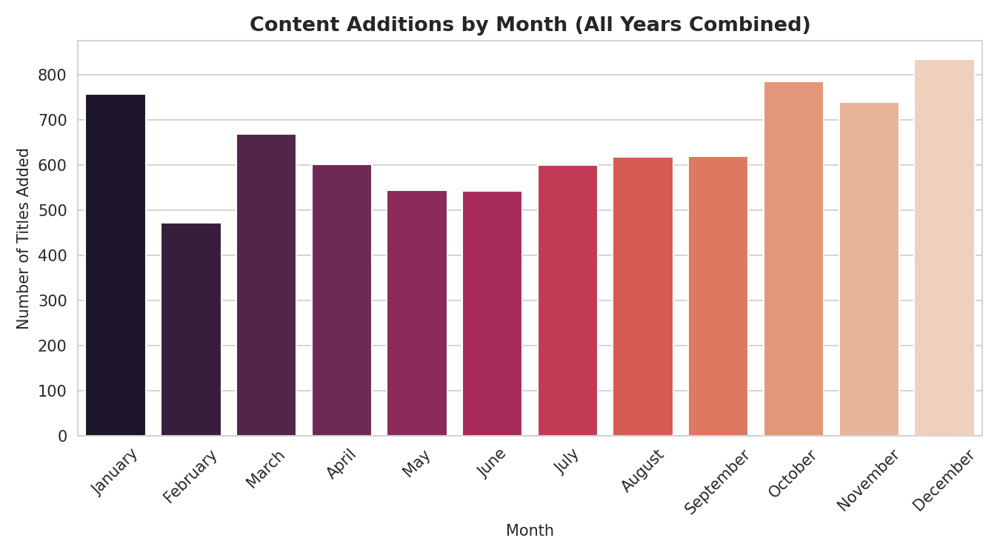 Content Additions by Month (All Years Combined)
Number of Titles Added
800
700
600
500
400
300
200
100
0
January
February
March
April
May
June
July
August
September
October
November
December
Month